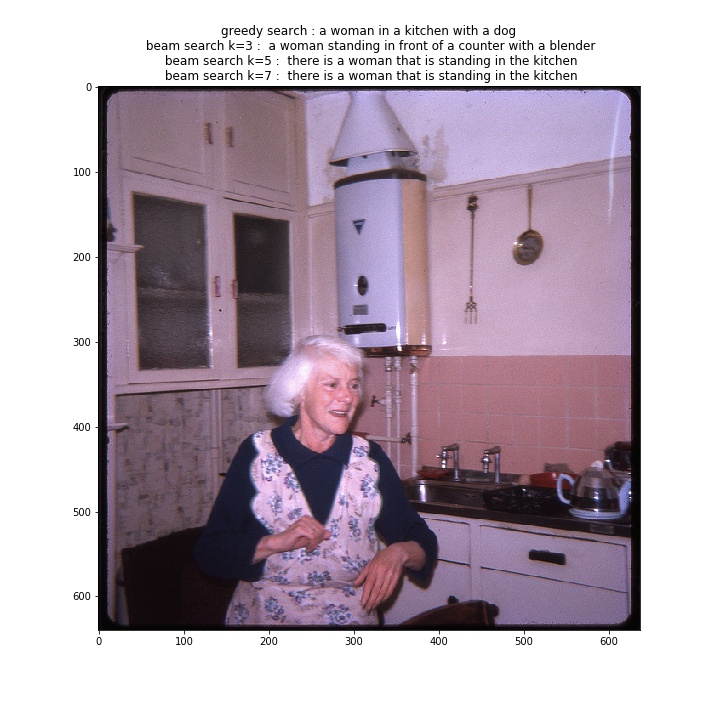 greedy search : a woman in a kitchen with a dog
beam search k=3 :  a woman standing in front of a counter with a blender
beam search k=5 :  there is a woman that is standing in the kitchen
beam search k=7 :  there is a woman that is standing in the kitchen
0
100
200
300
400
500
600
0 100 200 300 400 500 600